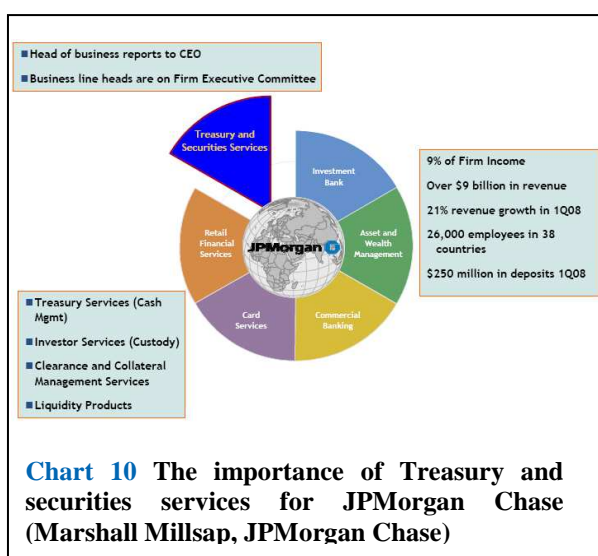 ■ Head of business reports to CEO
■ Business line heads are on Firm Executive Committee
Treasury and
Securities Services
Investment
Bank
9% of Firm Income
Over $9 billion in revenue
21% revenue growth in 1Q08
26,000 employees in 38
countries
$250 million in deposits 1Q08
Retail
Financial
Services
JPMorgan
Asset and
Wealth
Management
Card
Services
Commercial
Banking
■ Treasury Services (Cash
Mgmt)
■ Investor Services (Custody)
■ Clearance and Collateral
Management Services
■ Liquidity Products
Chart 10 The importance of Treasury and
securities services for JPMorgan Chase
(Marshall Millsap, JPMorgan Chase)